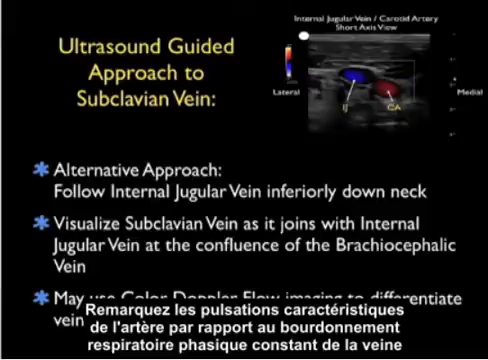 Internal Jugular Vein / Carotid Artery
Short Axis View
Ultrasound Guided
Approach to
Subclavian Vein:
Lateral
Medial
IJ
CA
Alternative Approach:
Follow Internal Jugular Vein inferiorly down neck
Visualize Subclavian Vein as it joins with Internal
Jugular Vein at the confluence of the Brachiocephalic
Vein
May use Color Doppler Flow imaging to differentiate
vein
Remarquez les pulsations caractéristiques
de l'artère par rapport au bourdonnement
respiratoire phasique constant de la veine